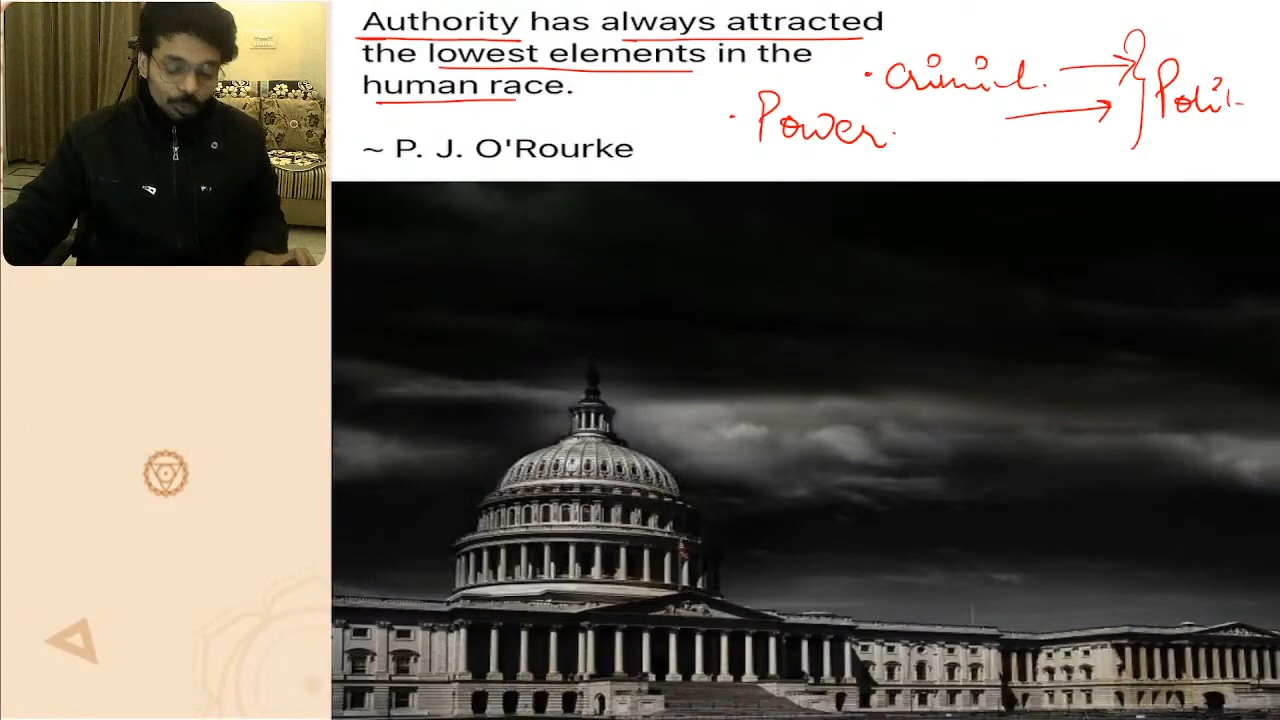 Authority has always attracted
the lowest elements in the
human race.
~ P. J. O'Rourke
Power.